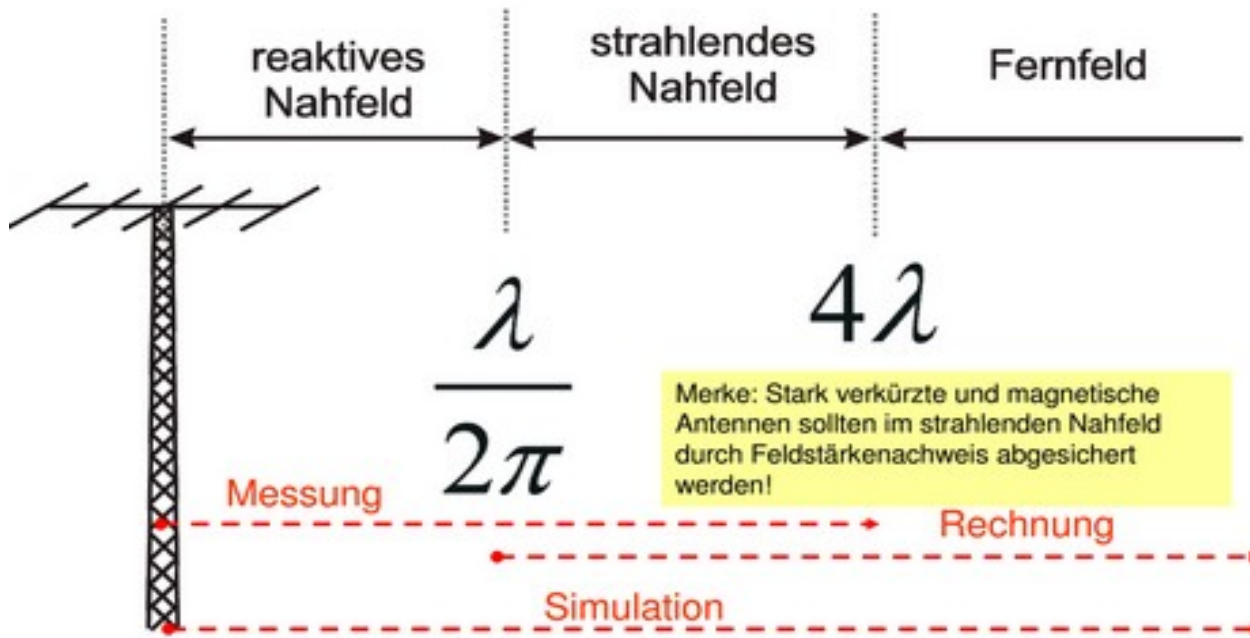 reaktives
Nahfeld
strahlendes
Nahfeld
Fernfeld
λ
2π
4λ
Merke: Stark verkürzte und magnetische
Antennen sollten im strahlenden Nahfeld
durch Feldstärkenachweis abgesichert
werden!
Messung
Rechnung
Simulation